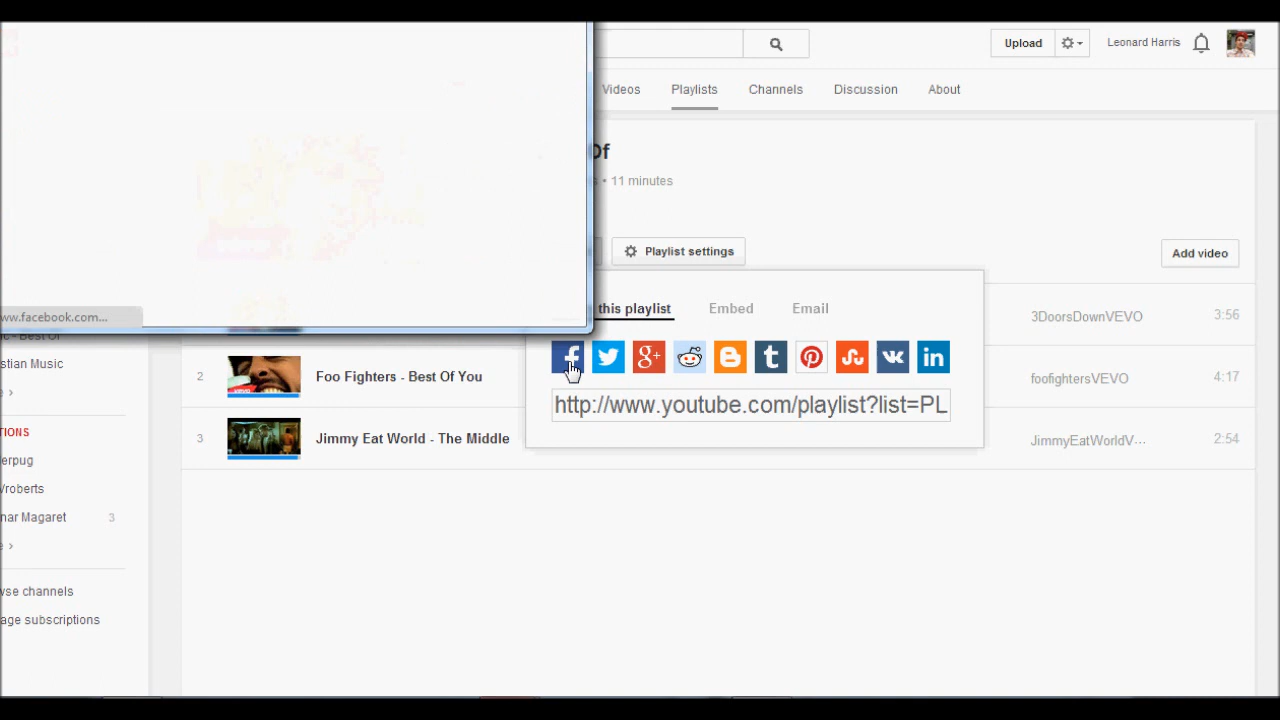 Upload
Leonard Harris
Videos
Playlists
Channels
Discussion
About
Of
• 11 minutes
Playlist settings
Add video
this playlist
Embed
Email
ww.facebook.com...
3DoorsDownVEVO
3:56
stian Music
2
Foo Fighters - Best Of You
foofightersVEVO
4:17
http://www.youtube.com/playlist?list=PL
TIONS
3
Jimmy Eat World - The Middle
JimmyEatWorldV...
2:54
erpug
/roberts
nar Magaret
3
wse channels
age subscriptions